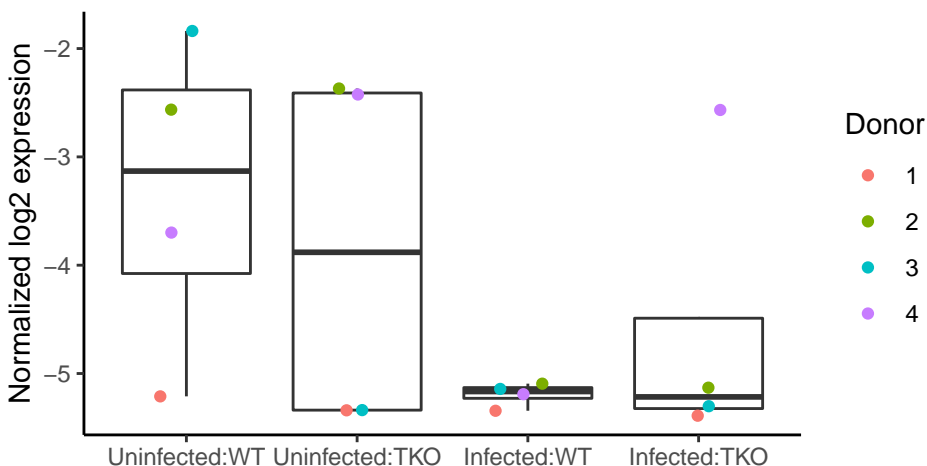 Normalized log2 expression
−2
−3
−4
−5
Uninfected:WT
Uninfected:TKO
Infected:WT
Infected:TKO
Donor
1
2
3
4